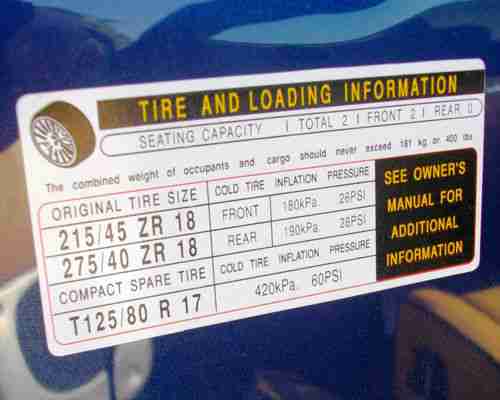 TIRE AND LOADING INFORMATION
SEATING CAPACITY | TOTAL 2 | FRONT 2 | REAR 0
The combined weight of occupants and cargo should never exceed 181 kg or 400 lbs
ORIGINAL TIRE SIZE COLD TIRE INFLATION PRESSURE
215/45 ZR 18 FRONT 180kPa. 26PSI
275/40 ZR 18 REAR 190kPa. 28PSI
COMPACT SPARE TIRE COLD TIRE INFLATION PRESSURE
T125/80 R 17 420kPa. 60PSI
SEE OWNER'S
MANUAL FOR
ADDITIONAL
INFORMATION